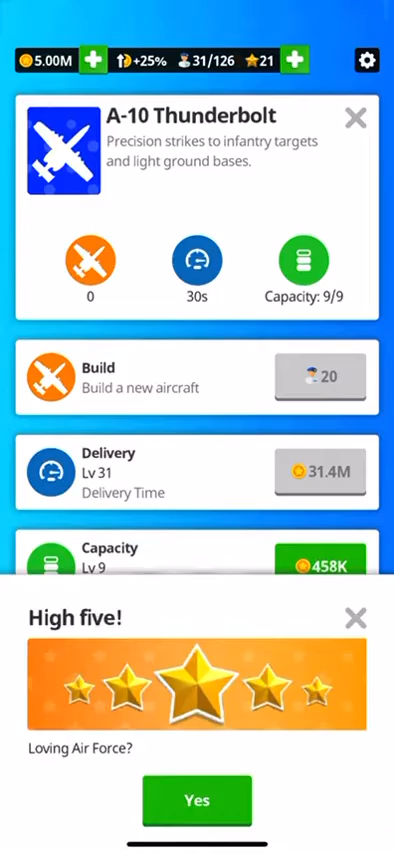 5.00M +25% 31/126 21
A-10 Thunderbolt
Precision strikes to infantry targets
and light ground bases.
0 30s Capacity: 9/9
Build
Build a new aircraft
20
Delivery
Lv 31
Delivery Time
31.4M
Capacity
Lv 9
458K
High five!
Loving Air Force?
Yes